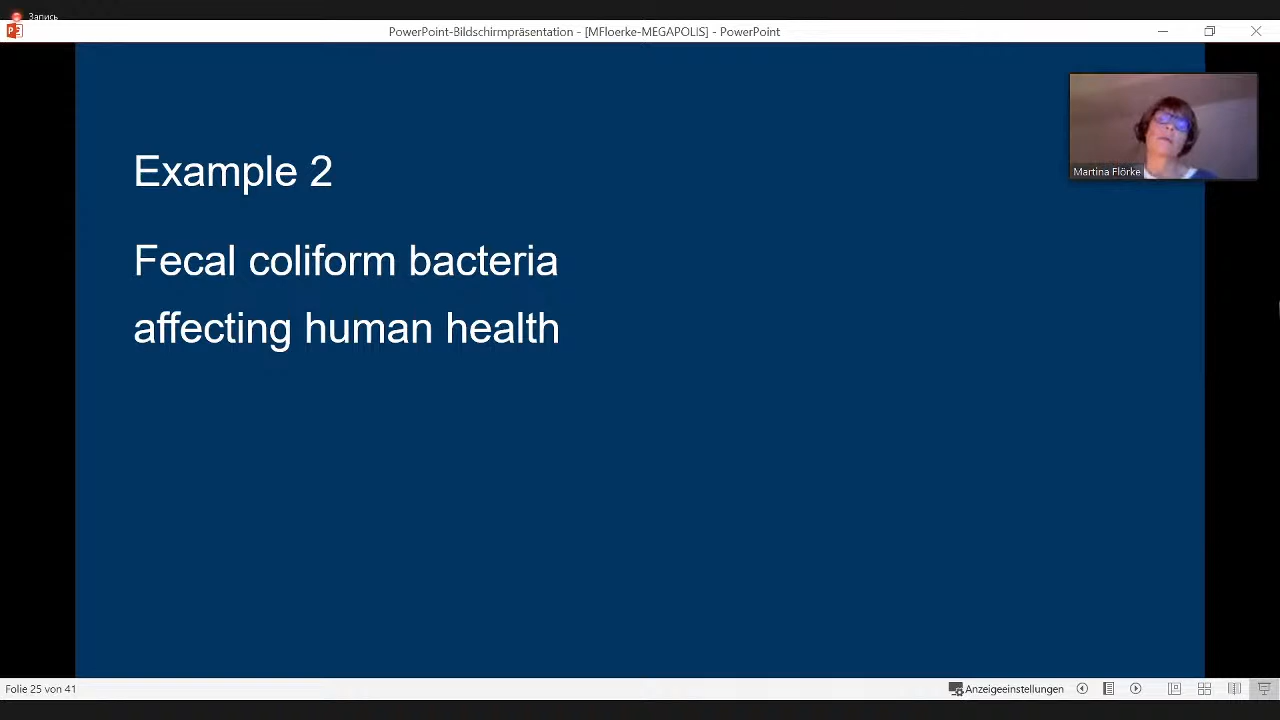 Запись
PowerPoint-Bildschirmpräsentation - [MFloerke-MEGAPOLIS] - PowerPoint
Martina Flörke
Example 2
Fecal coliform bacteria
affecting human health
Folie 25 von 41
Anzeigeeinstellungen